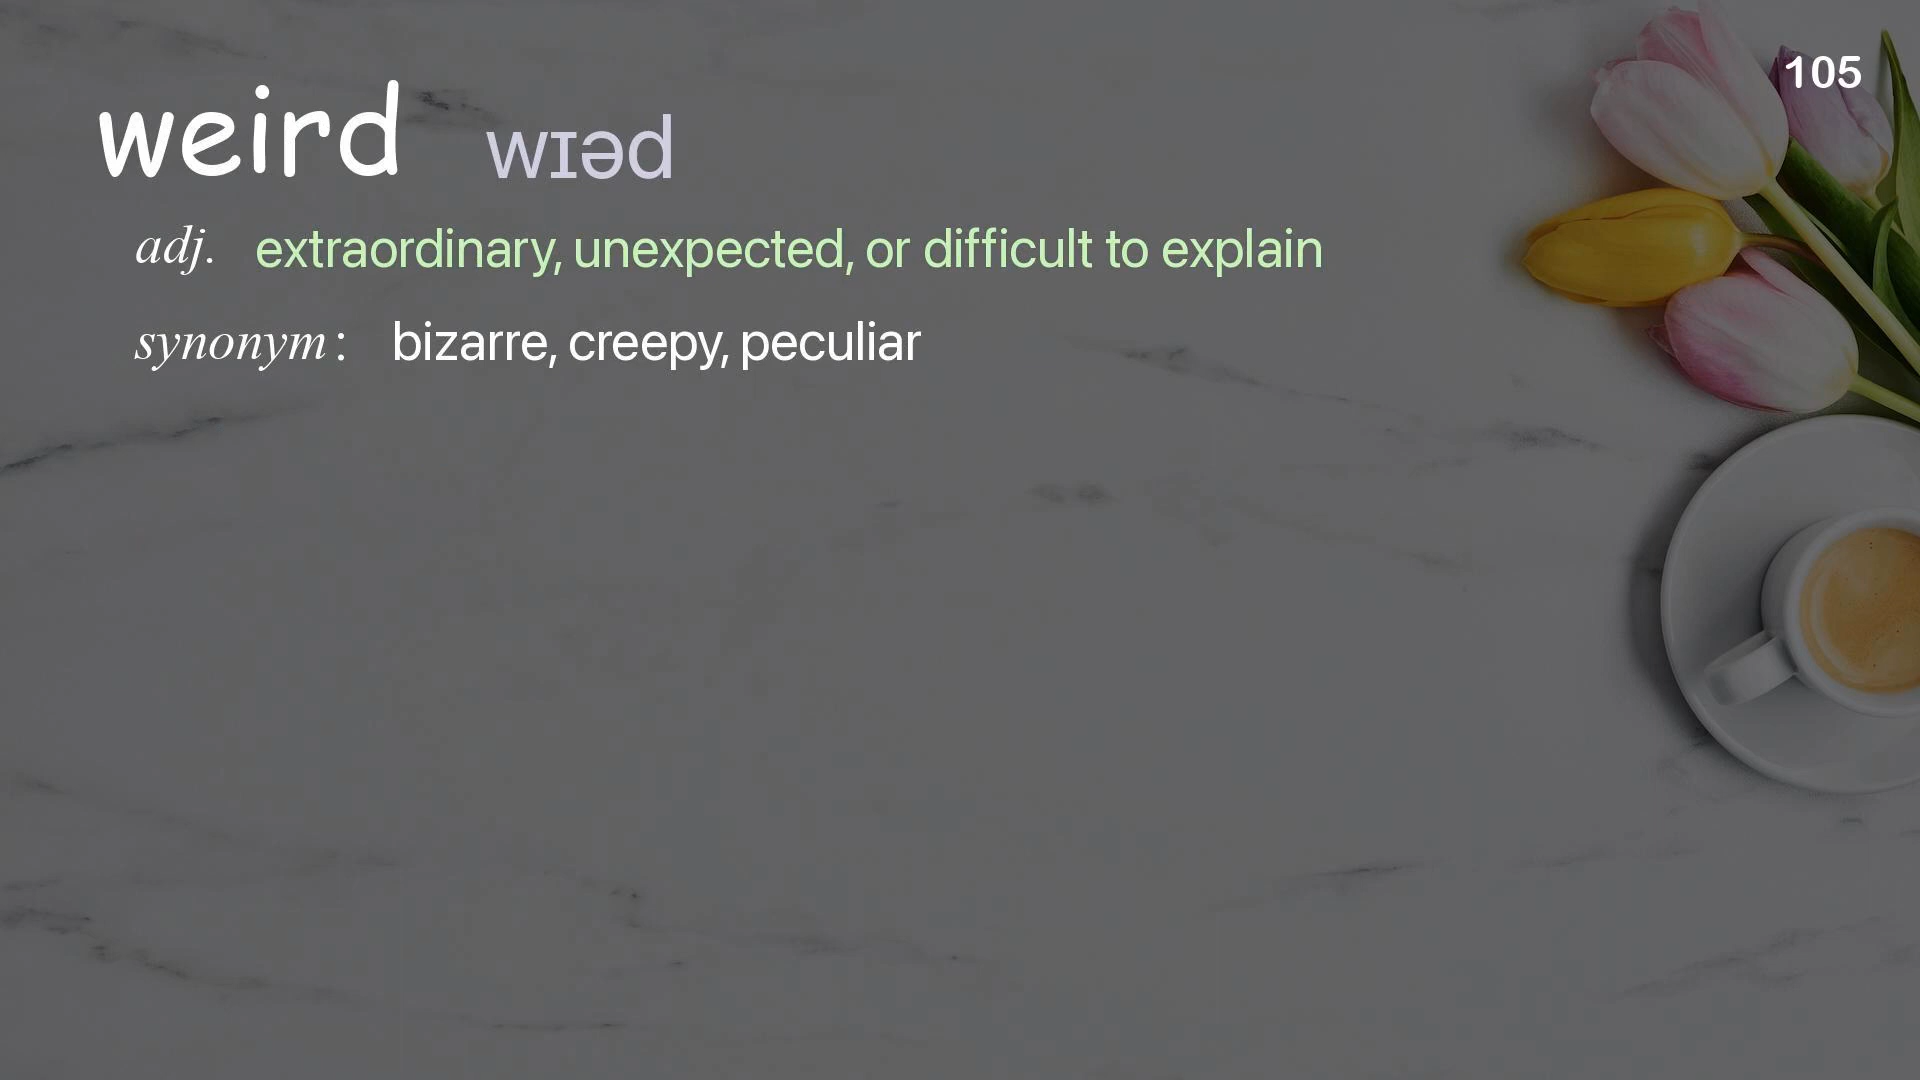 105
weird wɪəd
adj. extraordinary, unexpected, or difficult to explain
synonym: bizarre, creepy, peculiar